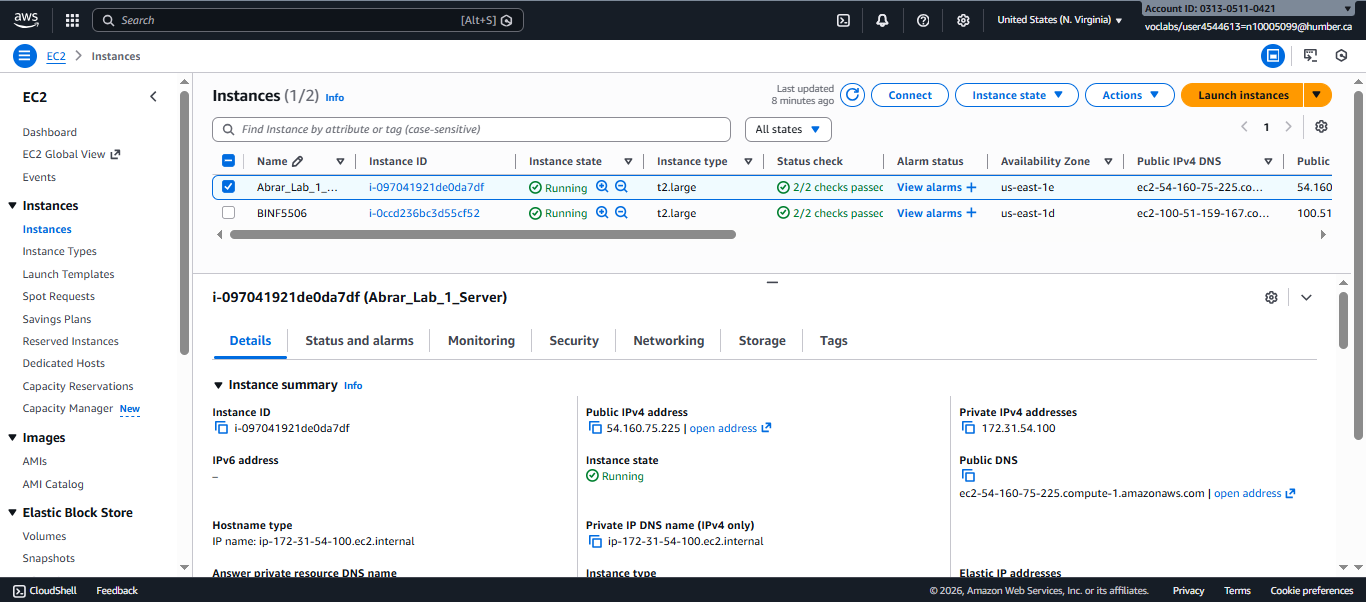 aws
Search [Alt+S]
United States (N. Virginia)
Account ID: 0313-0511-0421
voclabs/user4544613=n10005099@humber.ca
EC2 Instances
EC2
Dashboard
EC2 Global View
Events
Instances
Instances
Instance Types
Launch Templates
Spot Requests
Savings Plans
Reserved Instances
Dedicated Hosts
Capacity Reservations
Capacity Manager New
Images
AMIs
AMI Catalog
Elastic Block Store
Volumes
Snapshots
Instances (1/2) Info
Last updated
8 minutes ago
Connect Instance state Actions Launch instances
Find Instance by attribute or tag (case-sensitive) All states 1
Name Instance ID Instance state Instance type Status check Alarm status Availability Zone Public IPv4 DNS Public
Abrar_Lab_1_... i-097041921de0da7df Running t2.large 2/2 checks passed View alarms + us-east-1e ec2-54-160-75-225.co... 54.160
BINF5506 i-0ccd236bc3d55cf52 Running t2.large 2/2 checks passed View alarms + us-east-1d ec2-100-51-159-167.co... 100.51
i-097041921de0da7df (Abrar_Lab_1_Server)
Details Status and alarms Monitoring Security Networking Storage Tags
Instance summary Info
Instance ID
i-097041921de0da7df
Public IPv4 address
54.160.75.225 | open address
Private IPv4 addresses
172.31.54.100
IPv6 address
–
Instance state
Running
Public DNS
ec2-54-160-75-225.compute-1.amazonaws.com | open address
Hostname type
IP name: ip-172-31-54-100.ec2.internal
Private IP DNS name (IPv4 only)
ip-172-31-54-100.ec2.internal
Answer private resource DNS name
Instance type
Elastic IP addresses
CloudShell Feedback © 2026, Amazon Web Services, Inc. or its affiliates. Privacy Terms Cookie preferences